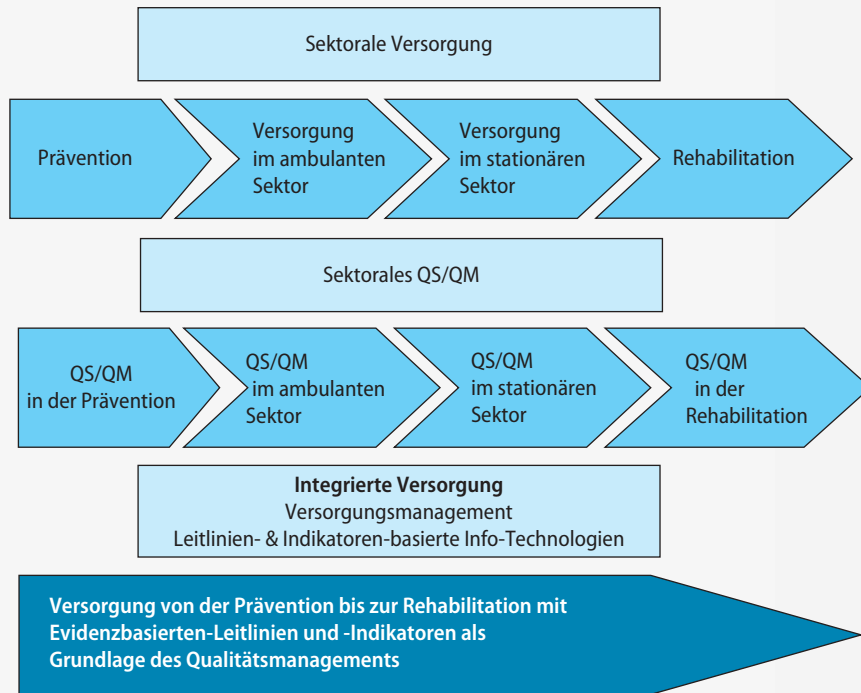 Sektorale Versorgung
Prävention
Versorgung
im ambulanten
Sektor
Versorgung
im stationären
Sektor
Rehabilitation
Sektorales QS/QM
QS/QM
in der Prävention
QS/QM
im ambulanten
Sektor
QS/QM
im stationären
Sektor
QS/QM
in der
Rehabilitation
Integrierte Versorgung
Versorgungsmanagement
Leitlinien- & Indikatoren-basierte Info-Technologien
Versorgung von der Prävention bis zur Rehabilitation mit
Evidenzbasierten-Leitlinien und -Indikatoren als
Grundlage des Qualitätsmanagements